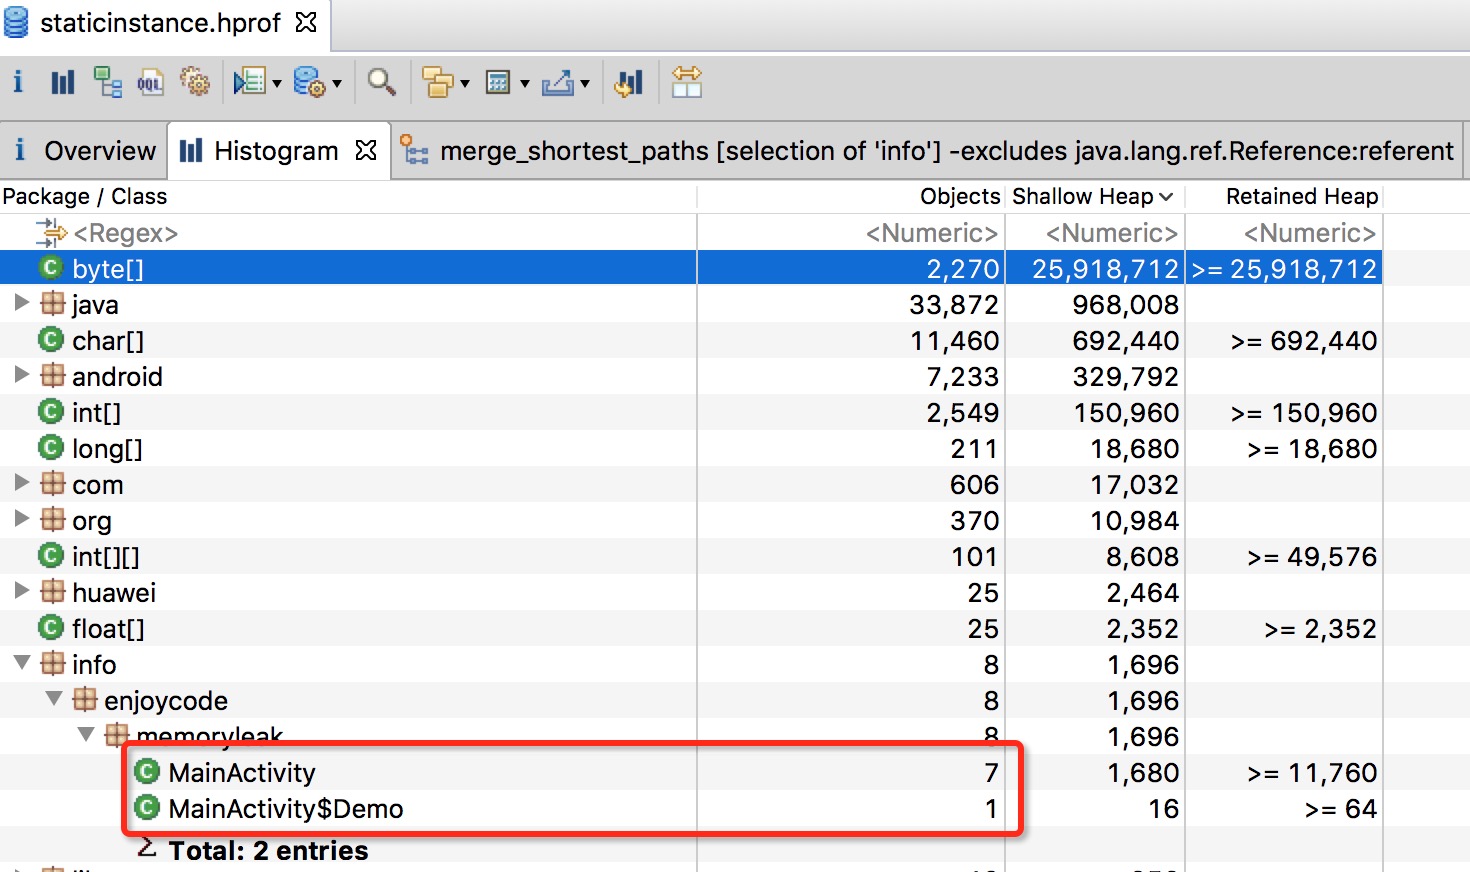 staticinstance.hprof
OQL
Overview Histogram merge_shortest_paths [selection of 'info'] -excludes java.lang.ref.Reference:referent
Package / Class Objects Shallow Heap Retained Heap
<Regex> <Numeric> <Numeric> <Numeric>
byte[] 2,270 25,918,712 >= 25,918,712
java 33,872 968,008
char[] 11,460 692,440 >= 692,440
android 7,233 329,792
int[] 2,549 150,960 >= 150,960
long[] 211 18,680 >= 18,680
com 606 17,032
org 370 10,984
int[][] 101 8,608 >= 49,576
huawei 25 2,464
float[] 25 2,352 >= 2,352
info 8 1,696
enjoycode 8 1,696
memoryleak 8 1,696
MainActivity 7 1,680 >= 11,760
MainActivity$Demo 1 16 >= 64
Σ Total: 2 entries